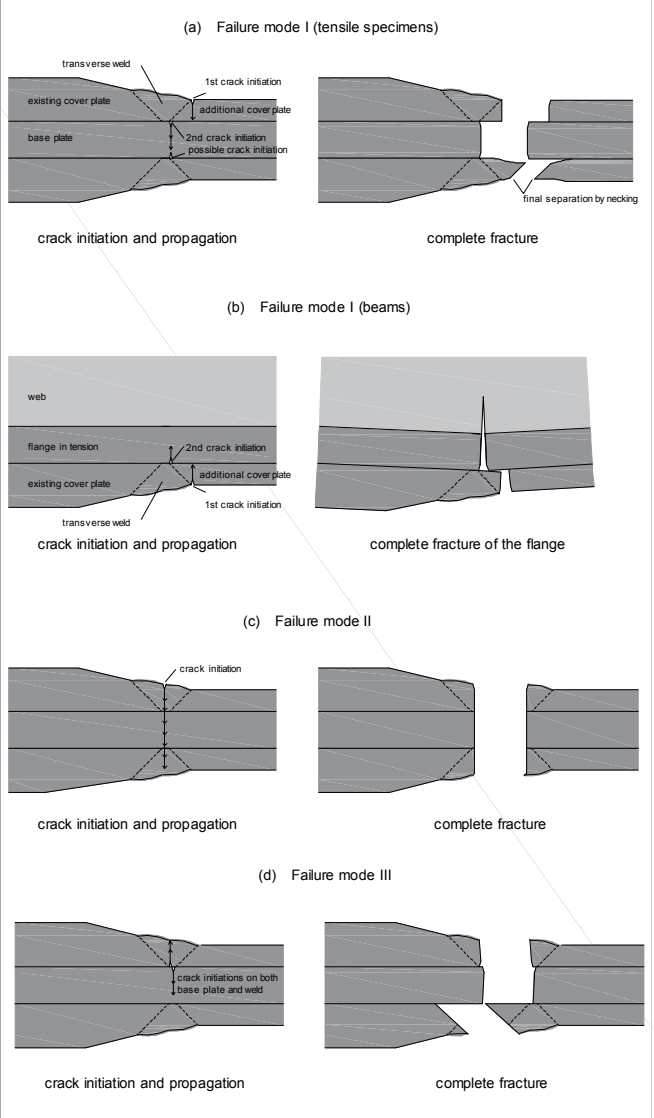 (a) Failure mode I (tensile specimens)
transverse weld
1st crack initiation
existing cover plate
additional cover plate
base plate
2nd crack initiation
possible crack initiation
final separation by necking
crack initiation and propagation
complete fracture
(b) Failure mode I (beams)
web
flange in tension
2nd crack initiation
existing cover plate
additional cover plate
1st crack initiation
transverse weld
crack initiation and propagation
complete fracture of the flange
(c) Failure mode II
crack initiation
crack initiation and propagation
complete fracture
(d) Failure mode III
crack initiations on both
base plate and weld
crack initiation and propagation
complete fracture